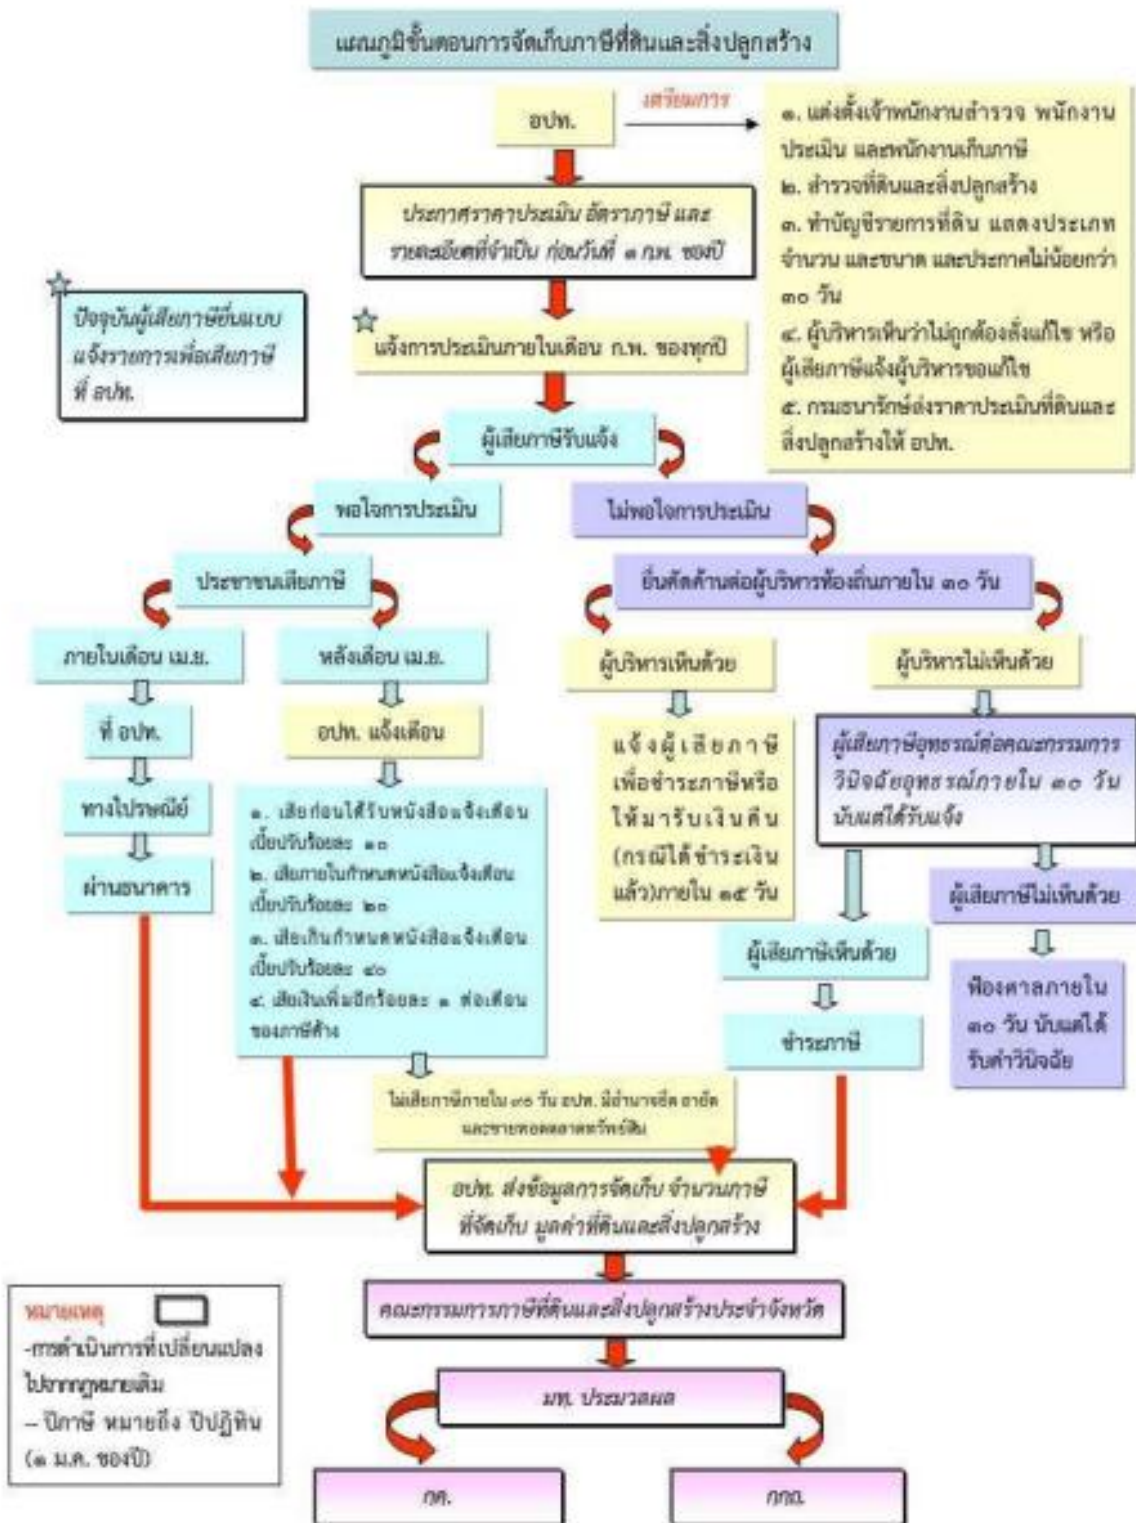 แผนภูมิขั้นตอนการจัดเก็บภาษีที่ดินและสิ่งปลูกสร้าง
อปท.
เตรียมการ
๑. แต่งตั้งเจ้าพนักงานสำรวจ พนักงาน
ประเมิน และพนักงานเก็บภาษี
๒. สำรวจที่ดินและสิ่งปลูกสร้าง
๓. ทำบัญชีรายการที่ดิน แสดงประเภท
จำนวน และขนาด และประกาศไม่น้อยกว่า
๓๐ วัน
๔. ผู้บริหารเห็นว่าไม่ถูกต้องสั่งแก้ไข หรือ
ผู้เสียภาษีแจ้งผู้บริหารขอแก้ไข
๕. กรมธนารักษ์ส่งราคาประเมินที่ดินและ
สิ่งปลูกสร้างให้ อปท.
ประกาศราคาประเมิน อัตราภาษี และ
รายละเอียดที่จำเป็น ก่อนวันที่ ๑ ก.พ. ของปี
ปัจจุบันผู้เสียภาษียื่นแบบ
แจ้งรายการเพื่อเสียภาษี
ที่ อปท.
แจ้งการประเมินภายในเดือน ก.พ. ของทุกปี
ผู้เสียภาษีรับแจ้ง
พอใจการประเมิน
ไม่พอใจการประเมิน
ประชาชนเสียภาษี
ยื่นคัดค้านต่อผู้บริหารท้องถิ่นภายใน ๓๐ วัน
ภายในเดือน เม.ย.
หลังเดือน เม.ย.
ผู้บริหารเห็นด้วย
ผู้บริหารไม่เห็นด้วย
ที่ อปท.
ทางไปรษณีย์
ผ่านธนาคาร
อปท. แจ้งเตือน
๑. เสียก่อนได้รับหนังสือแจ้งเตือน
เบี้ยปรับร้อยละ ๑๐
๒. เสียภายในกำหนดหนังสือแจ้งเตือน
เบี้ยปรับร้อยละ ๒๐
๓. เสียเกินกำหนดหนังสือแจ้งเตือน
เบี้ยปรับร้อยละ ๔๐
๔. เสียเงินเพิ่มอีกร้อยละ ๑ ต่อเดือน
ของภาษีค้าง
แจ้งผู้เสียภาษี
เพื่อชำระภาษีหรือ
ให้มารับเงินคืน
(กรณีได้ชำระเงิน
แล้ว)ภายใน ๑๕ วัน
ผู้เสียภาษีอุทธรณ์ต่อคณะกรรมการ
วินิจฉัยอุทธรณ์ภายใน ๓๐ วัน
นับแต่ได้รับแจ้ง
ผู้เสียภาษีไม่เห็นด้วย
ผู้เสียภาษีเห็นด้วย
ฟ้องศาลภายใน
๓๐ วัน นับแต่ได้
รับคำวินิจฉัย
ชำระภาษี
ไม่เสียภาษีภายใน ๙๐ วัน อปท. มีอำนาจยึด อายัด
และขายทอดตลาดทรัพย์สิน
อปท. ส่งข้อมูลการจัดเก็บ จำนวนภาษี
ที่จัดเก็บ มูลค่าที่ดินและสิ่งปลูกสร้าง
คณะกรรมการภาษีที่ดินและสิ่งปลูกสร้างประจำจังหวัด
มท. ประมวลผล
กค.
กกถ.
หมายเหตุ
-การดำเนินการที่เปลี่ยนแปลง
ไปจากกฎหมายเดิม
– ปีภาษี หมายถึง ปีปฏิทิน
(๑ ม.ค. ของปี)